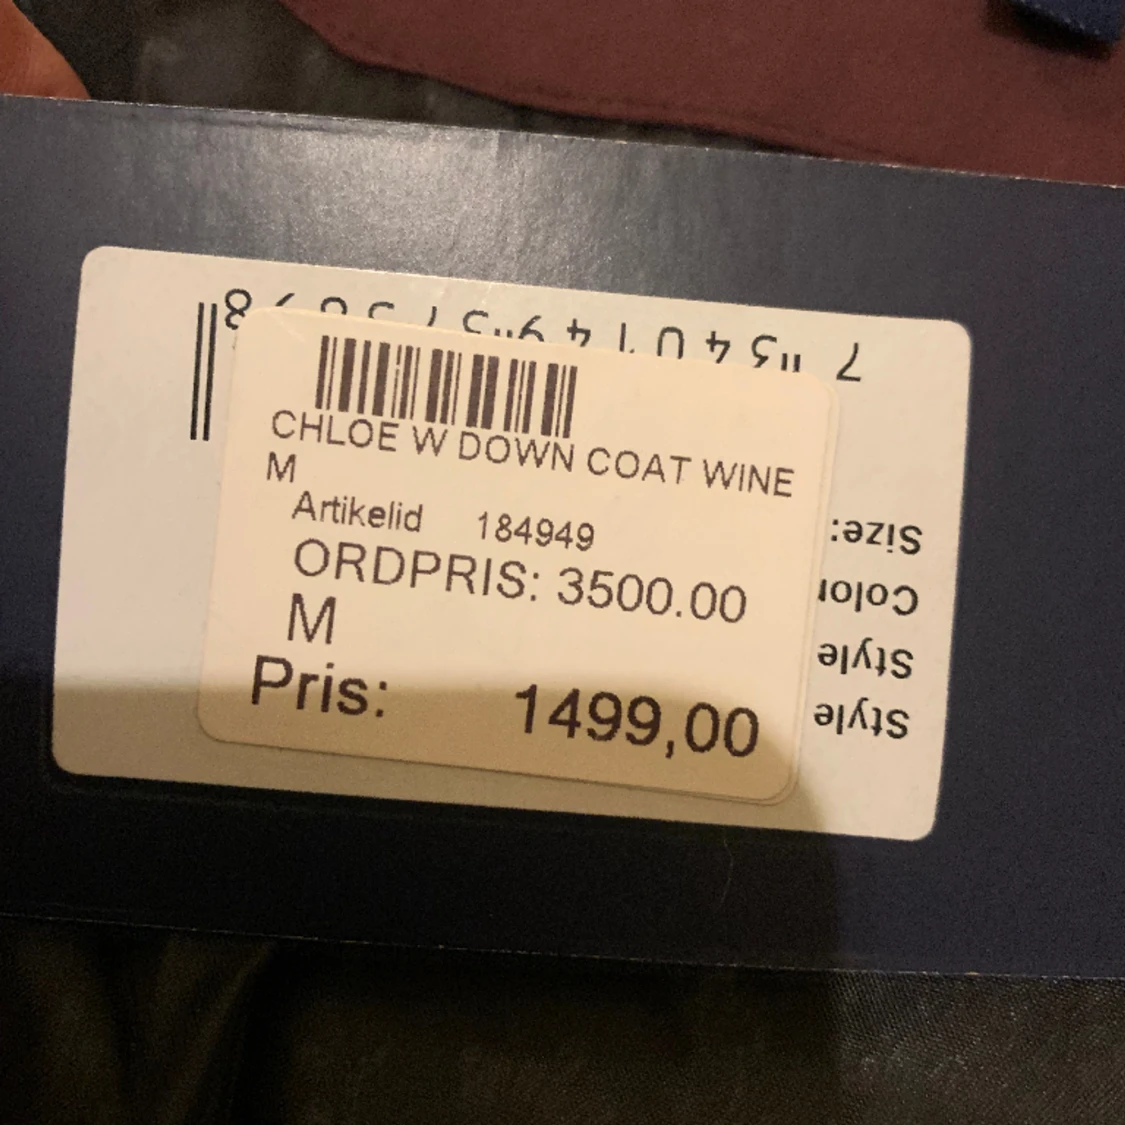 CHLOE W DOWN COAT WINE
M
Artikelid 184949
ORDPRIS: 3500.00
M
Pris: 1499,00
Style
Style
Color
Size: